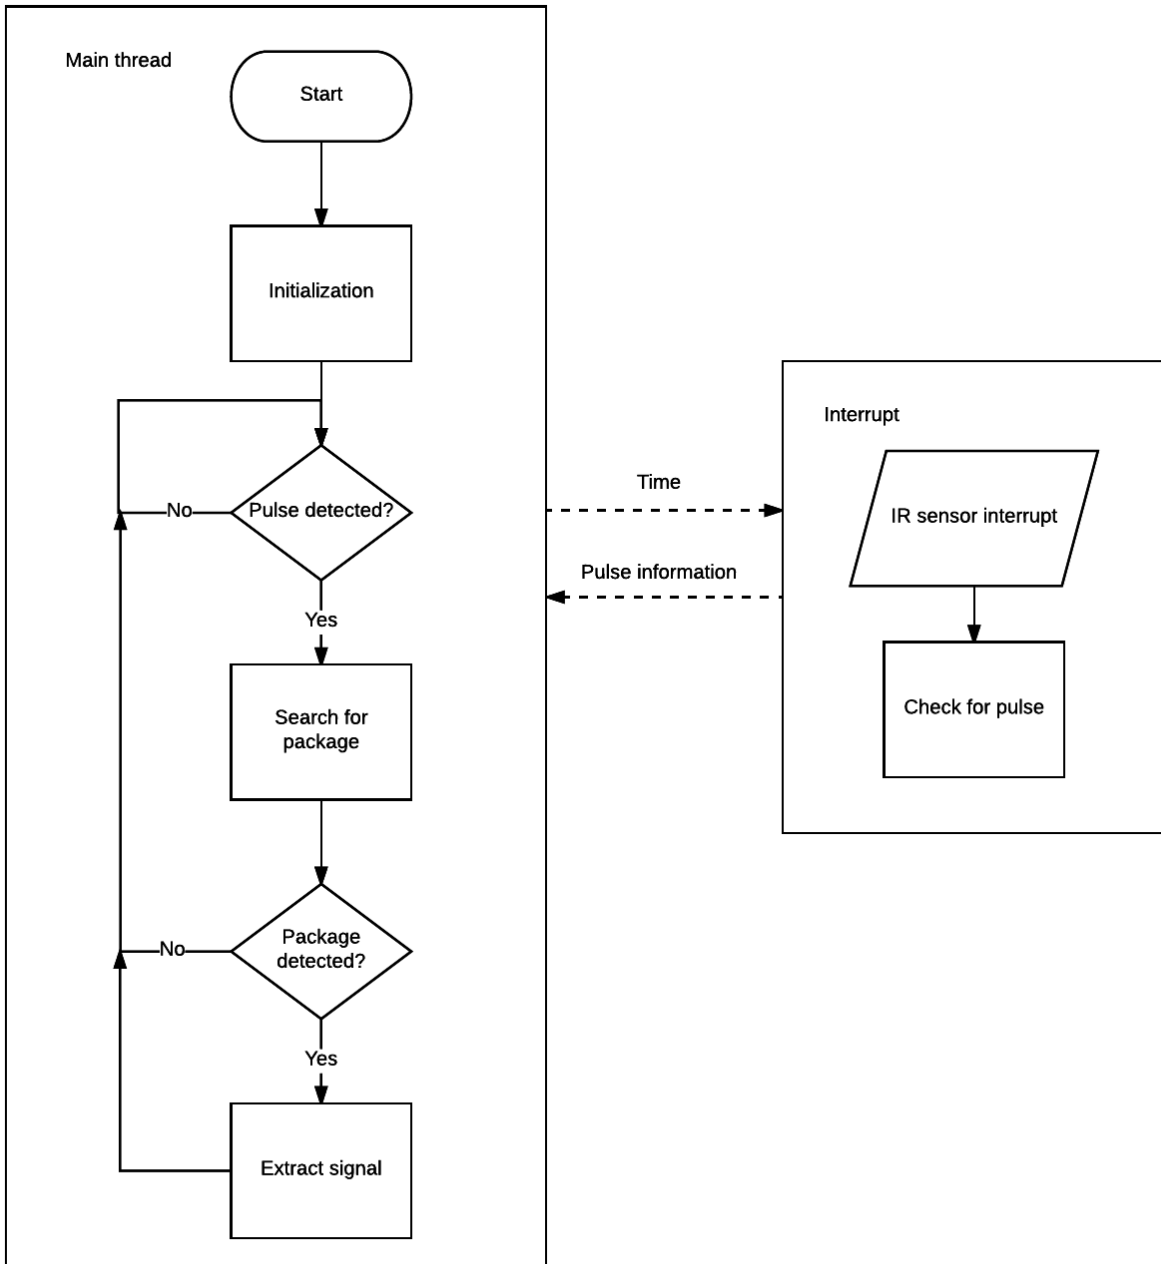 Main thread
Start
Initialization
No
Pulse detected?
Yes
Search for
package
No
Package
detected?
Yes
Extract signal
Time
Pulse information
Interrupt
IR sensor interrupt
Check for pulse